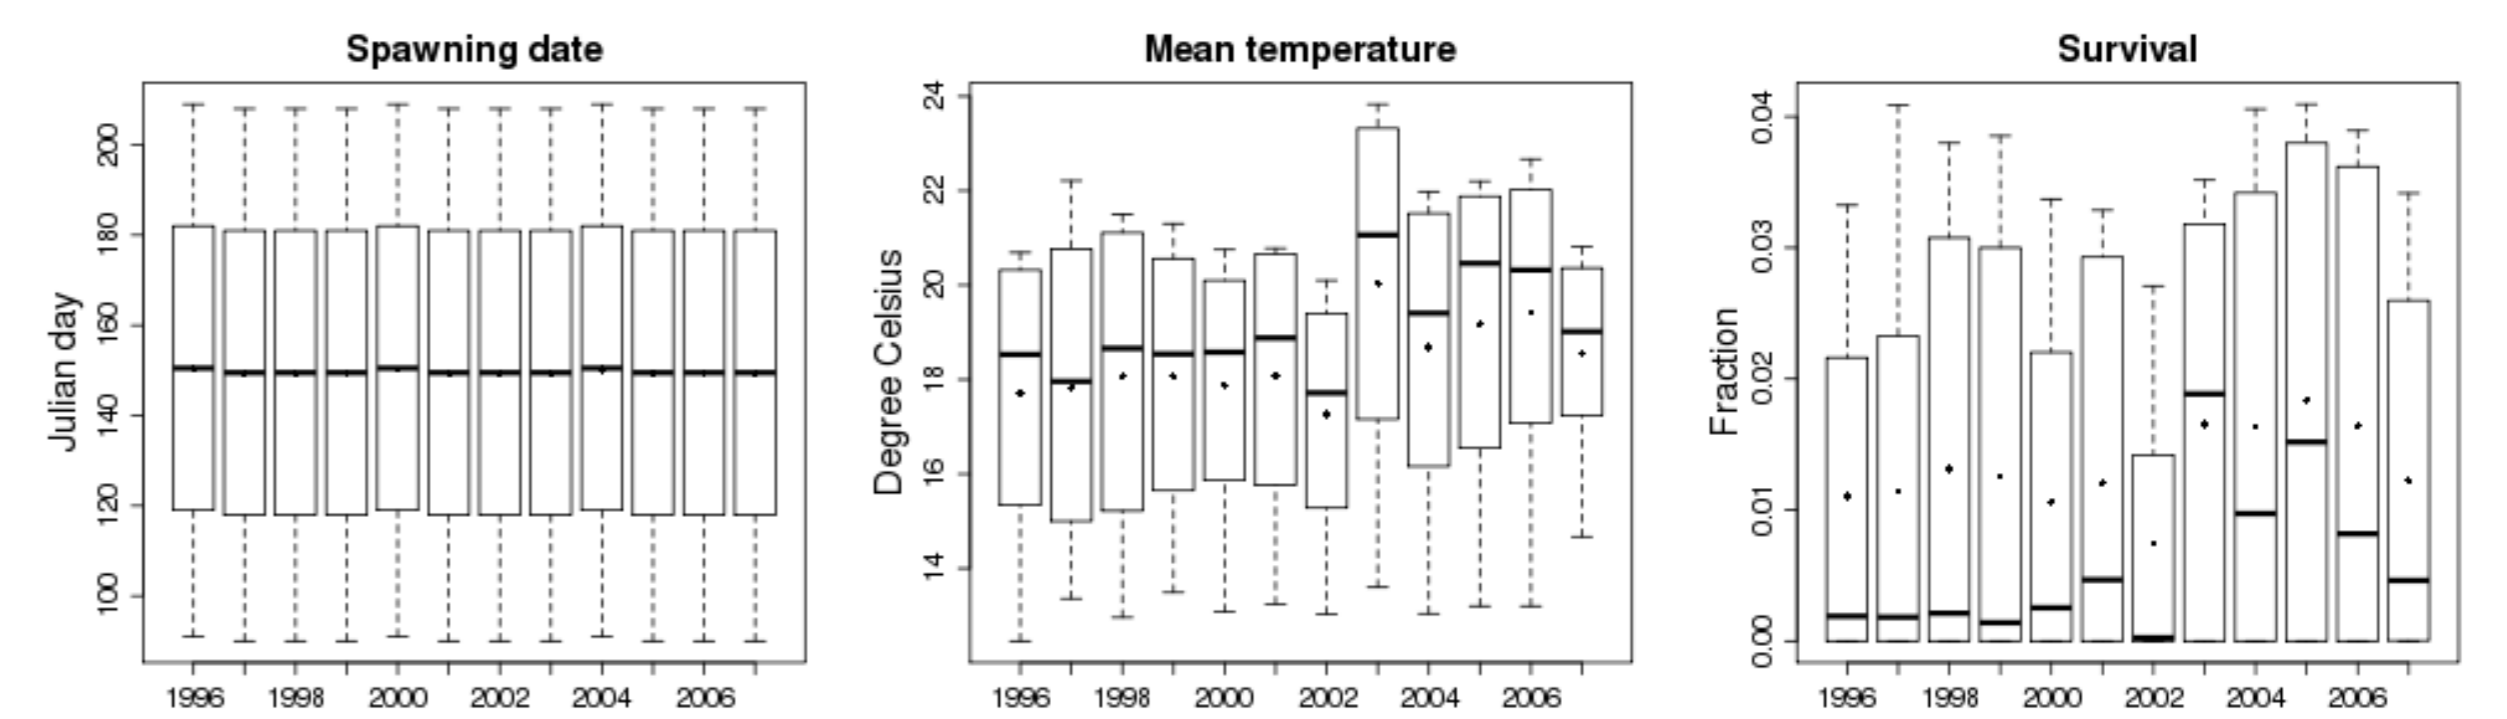 Spawning date
Julian day
200
180
160
140
120
100
1996 1998 2000 2002 2004 2006
Mean temperature
Degree Celsius
24
22
20
18
16
14
1996 1998 2000 2002 2004 2006
Survival
Fraction
0.04
0.03
0.02
0.01
0.00
1996 1998 2000 2002 2004 2006